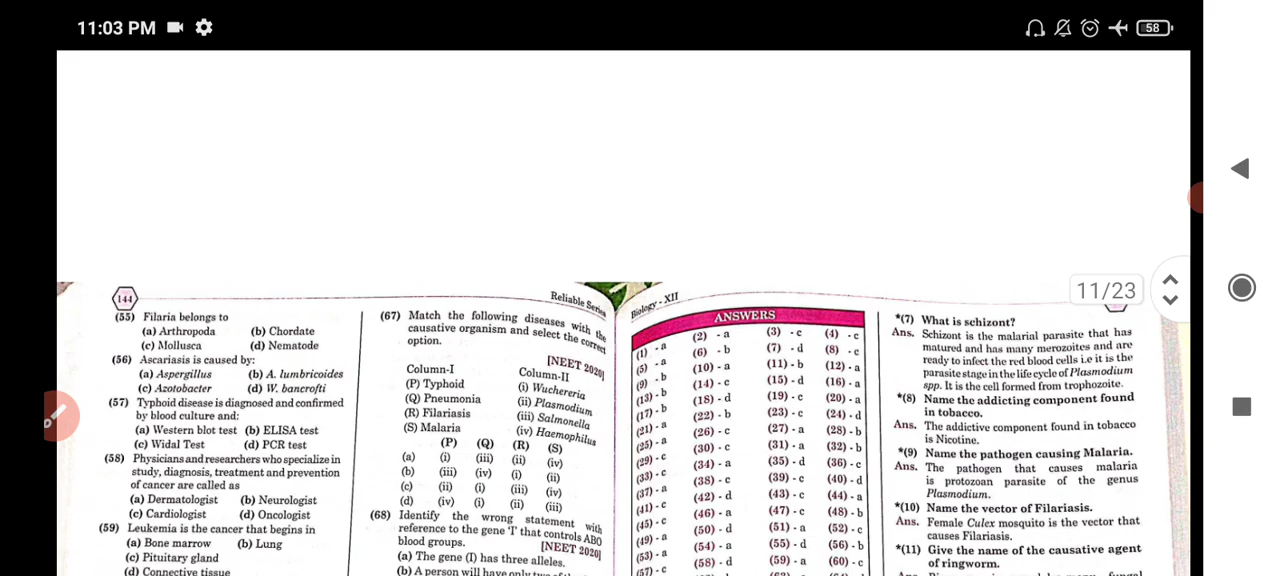 11:03 PM
58
11/23
144
Reliable Series
(55) Filaria belongs to
(a) Arthropoda (b) Chordate
(c) Mollusca (d) Nematode
(56) Ascariasis is caused by:
(a) Aspergillus (b) A. lumbricoides
(c) Azotobacter (d) W. bancrofti
(57) Typhoid disease is diagnosed and confirmed
by blood culture and:
(a) Western blot test (b) ELISA test
(c) Widal Test (d) PCR test
(58) Physicians and researchers who specialize in
study, diagnosis, treatment and prevention
of cancer are called as
(a) Dermatologist (b) Neurologist
(c) Cardiologist (d) Oncologist
(59) Leukemia is the cancer that begins in
(a) Bone marrow (b) Lung
(c) Pituitary gland
(d) Connective tissue
(67) Match the following diseases with the
causative organism and select the correct
option.
[NEET 2020]
Column-I Column-II
(P) Typhoid (i) Wuchereria
(Q) Pneumonia (ii) Plasmodium
(R) Filariasis (iii) Salmonella
(S) Malaria (iv) Haemophilus
(P) (Q) (R) (S)
(a) (i) (iii) (ii) (iv)
(b) (iii) (iv) (i) (ii)
(c) (ii) (i) (iii) (iv)
(d) (iv) (i) (ii) (iii)
(68) Identify the wrong statement with
reference to the gene 'I' that controls ABO
blood groups.
[NEET 2020]
(a) The gene (I) has three alleles.
(b) A person will have only two of the
Biology - XII
ANSWERS
(1) - a (2) - a (3) - c (4) - c
(5) - a (6) - b (7) - d (8) - c
(9) - b (10) - a (11) - b (12) - a
(13) - b (14) - c (15) - d (16) - a
(17) - b (18) - d (19) - c (20) - a
(21) - a (22) - b (23) - c (24) - d
(25) - a (26) - c (27) - a (28) - b
(29) - c (30) - c (31) - a (32) - b
(33) - c (34) - a (35) - d (36) - c
(37) - a (38) - c (39) - c (40) - d
(41) - c (42) - d (43) - c (44) - a
(45) - c (46) - a (47) - c (48) - b
(49) - a (50) - d (51) - a (52) - c
(53) - a (54) - a (55) - d (56) - b
(57) - c (58) - d (59) - a (60) - c
*(7) What is schizont?
Ans. Schizont is the malarial parasite that has
matured and has many merozoites and are
ready to infect the red blood cells i.e it is the
parasite stage in the life cycle of Plasmodium
spp. It is the cell formed from trophozoite.
*(8) Name the addicting component found
in tobacco.
Ans. The addictive component found in tobacco
is Nicotine.
*(9) Name the pathogen causing Malaria.
Ans. The pathogen that causes malaria
is protozoan parasite of the genus
Plasmodium.
*(10) Name the vector of Filariasis.
Ans. Female Culex mosquito is the vector that
causes Filariasis.
*(11) Give the name of the causative agent
of ringworm.